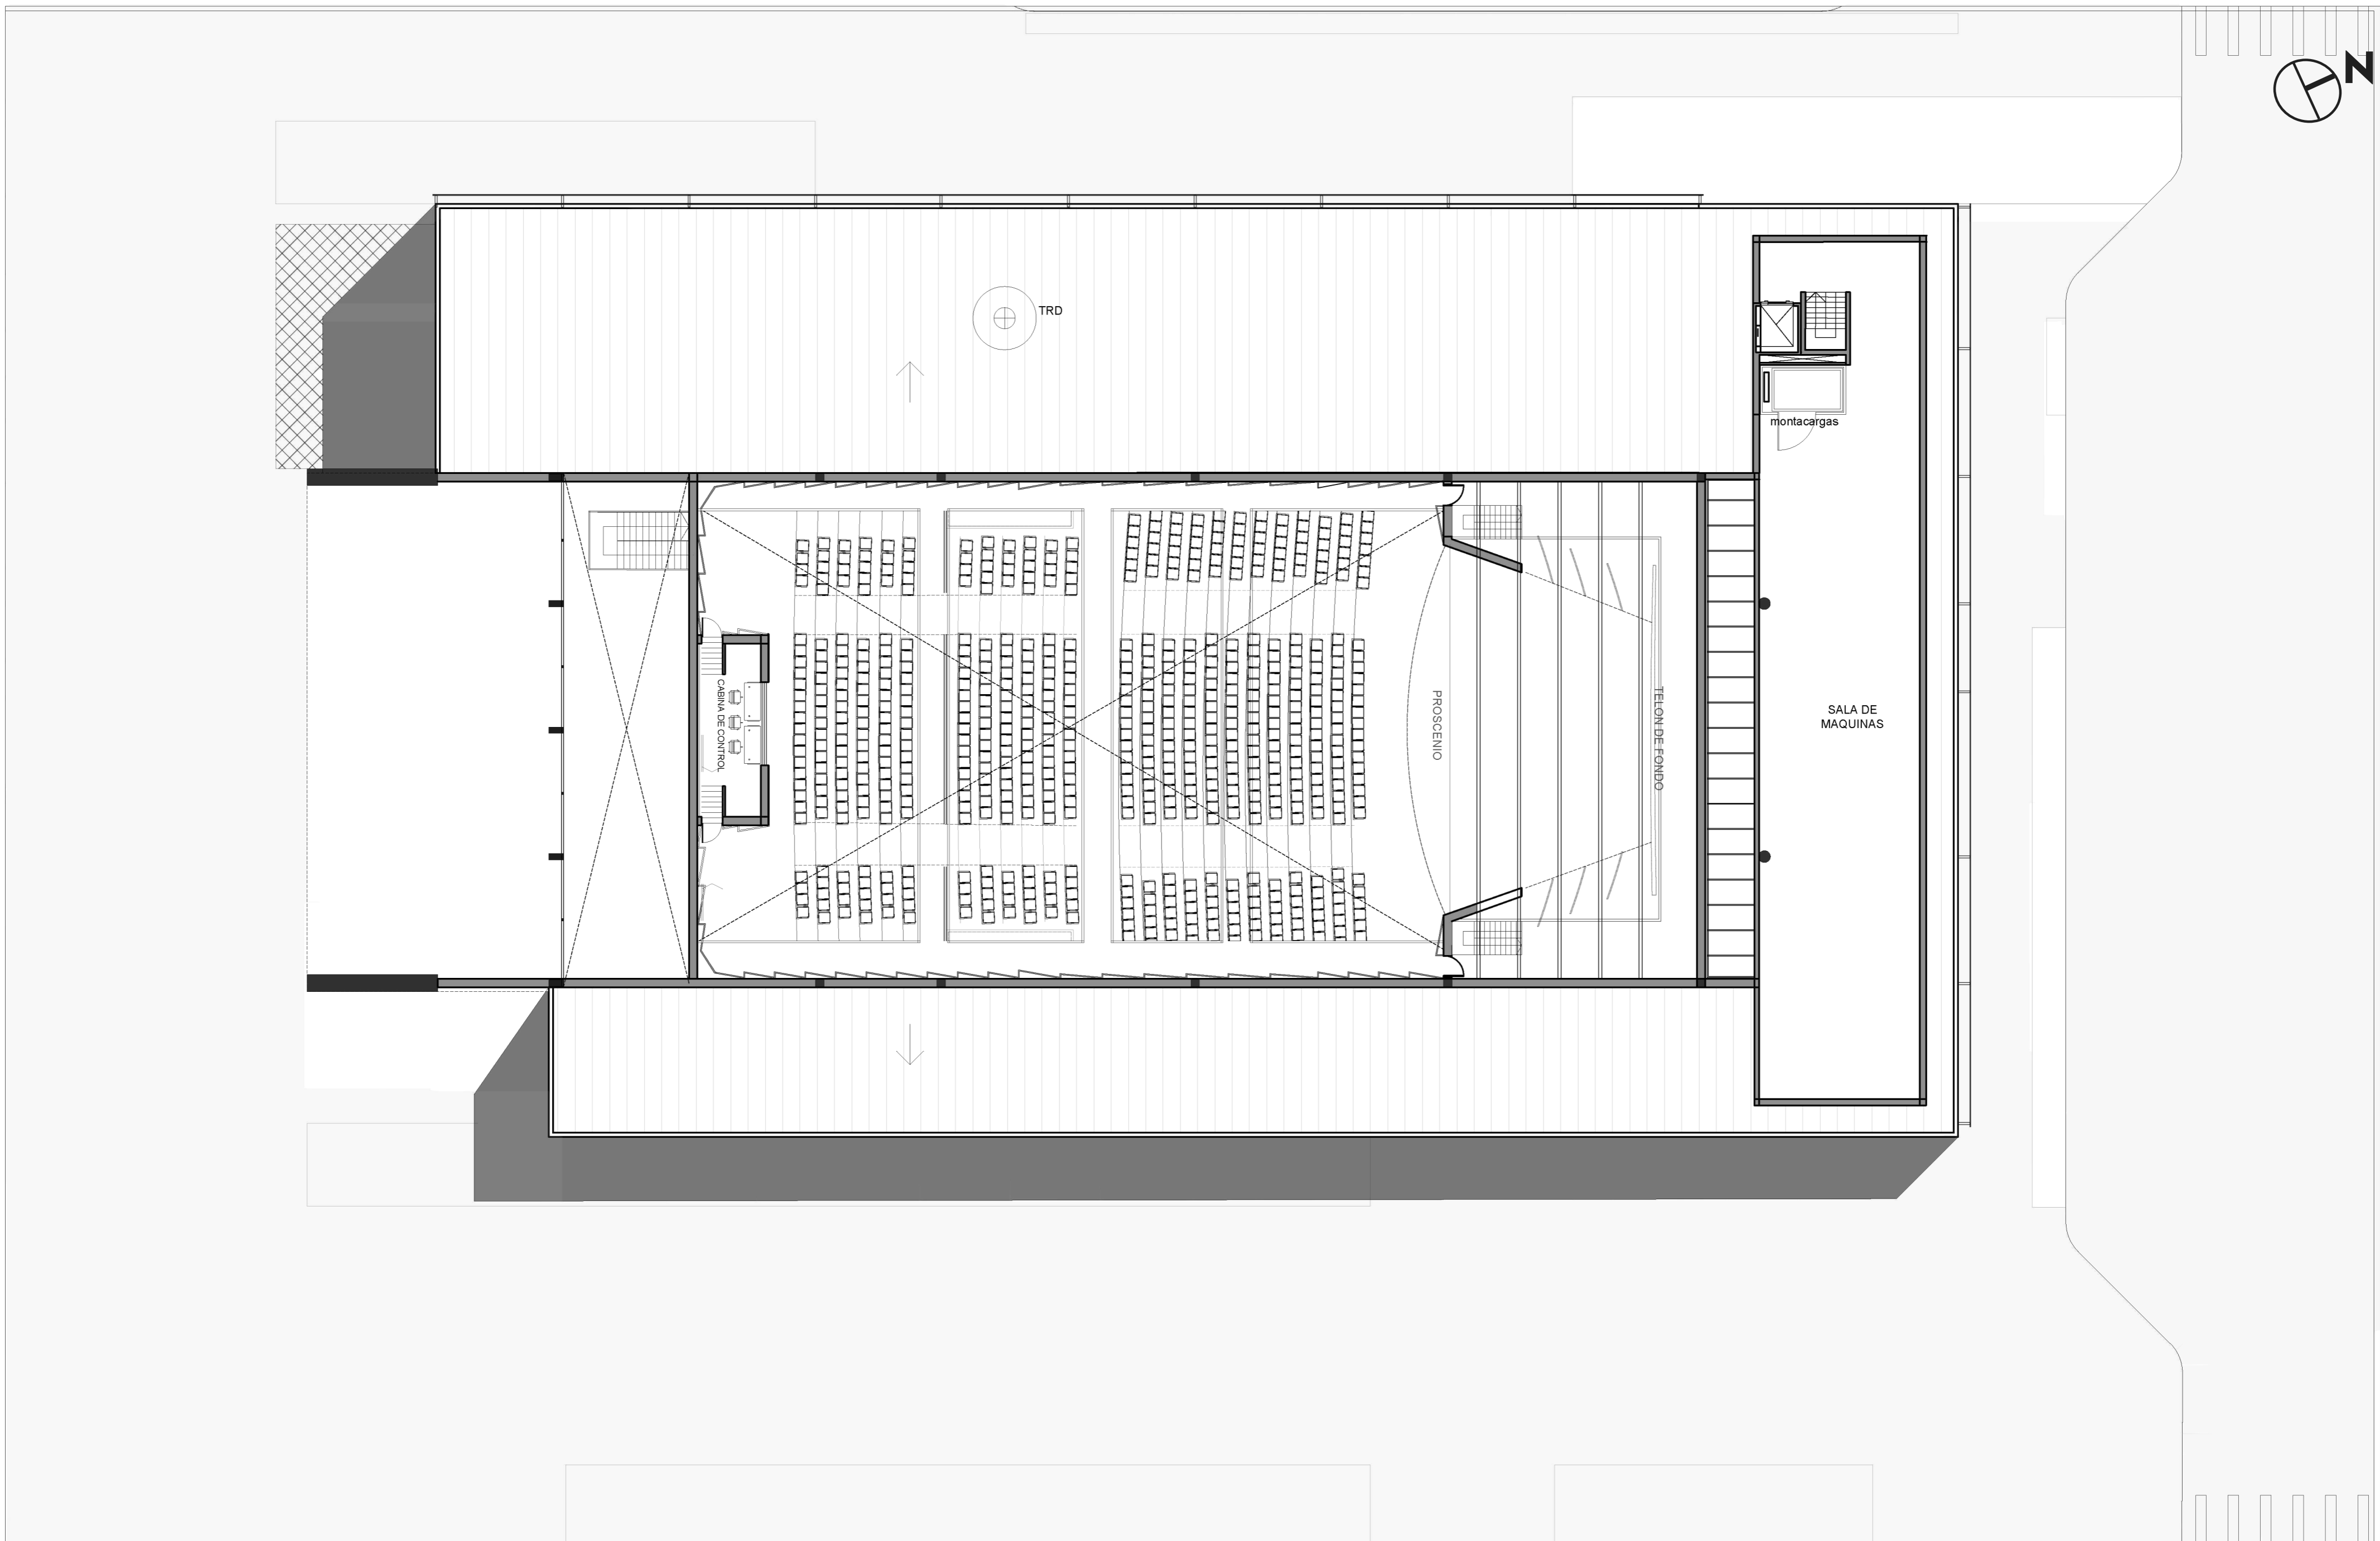 N
TRD
montacargas
CABINA DE CONTROL
PROSCENIO
TELON DE FONDO
SALA DE
MAQUINAS